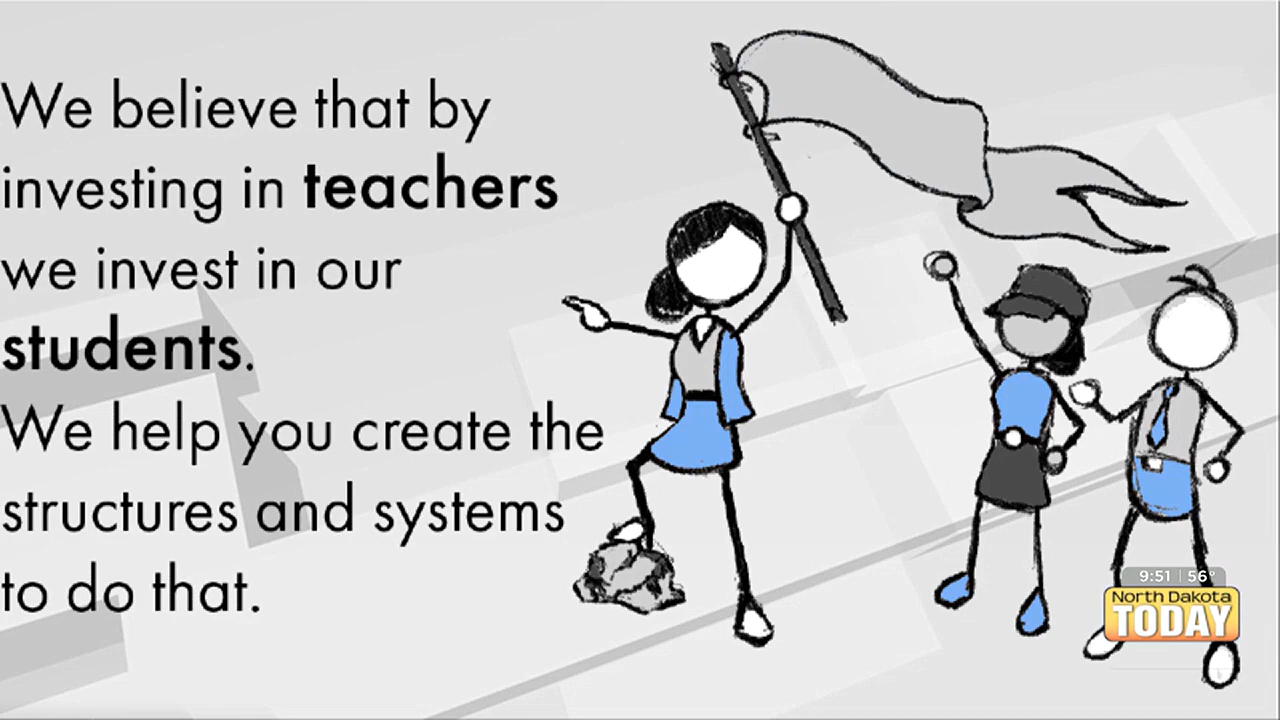 We believe that by
investing in teachers
we invest in our
students.
We help you create the
structures and systems
to do that.
9:51 | 56°
North Dakota
TODAY